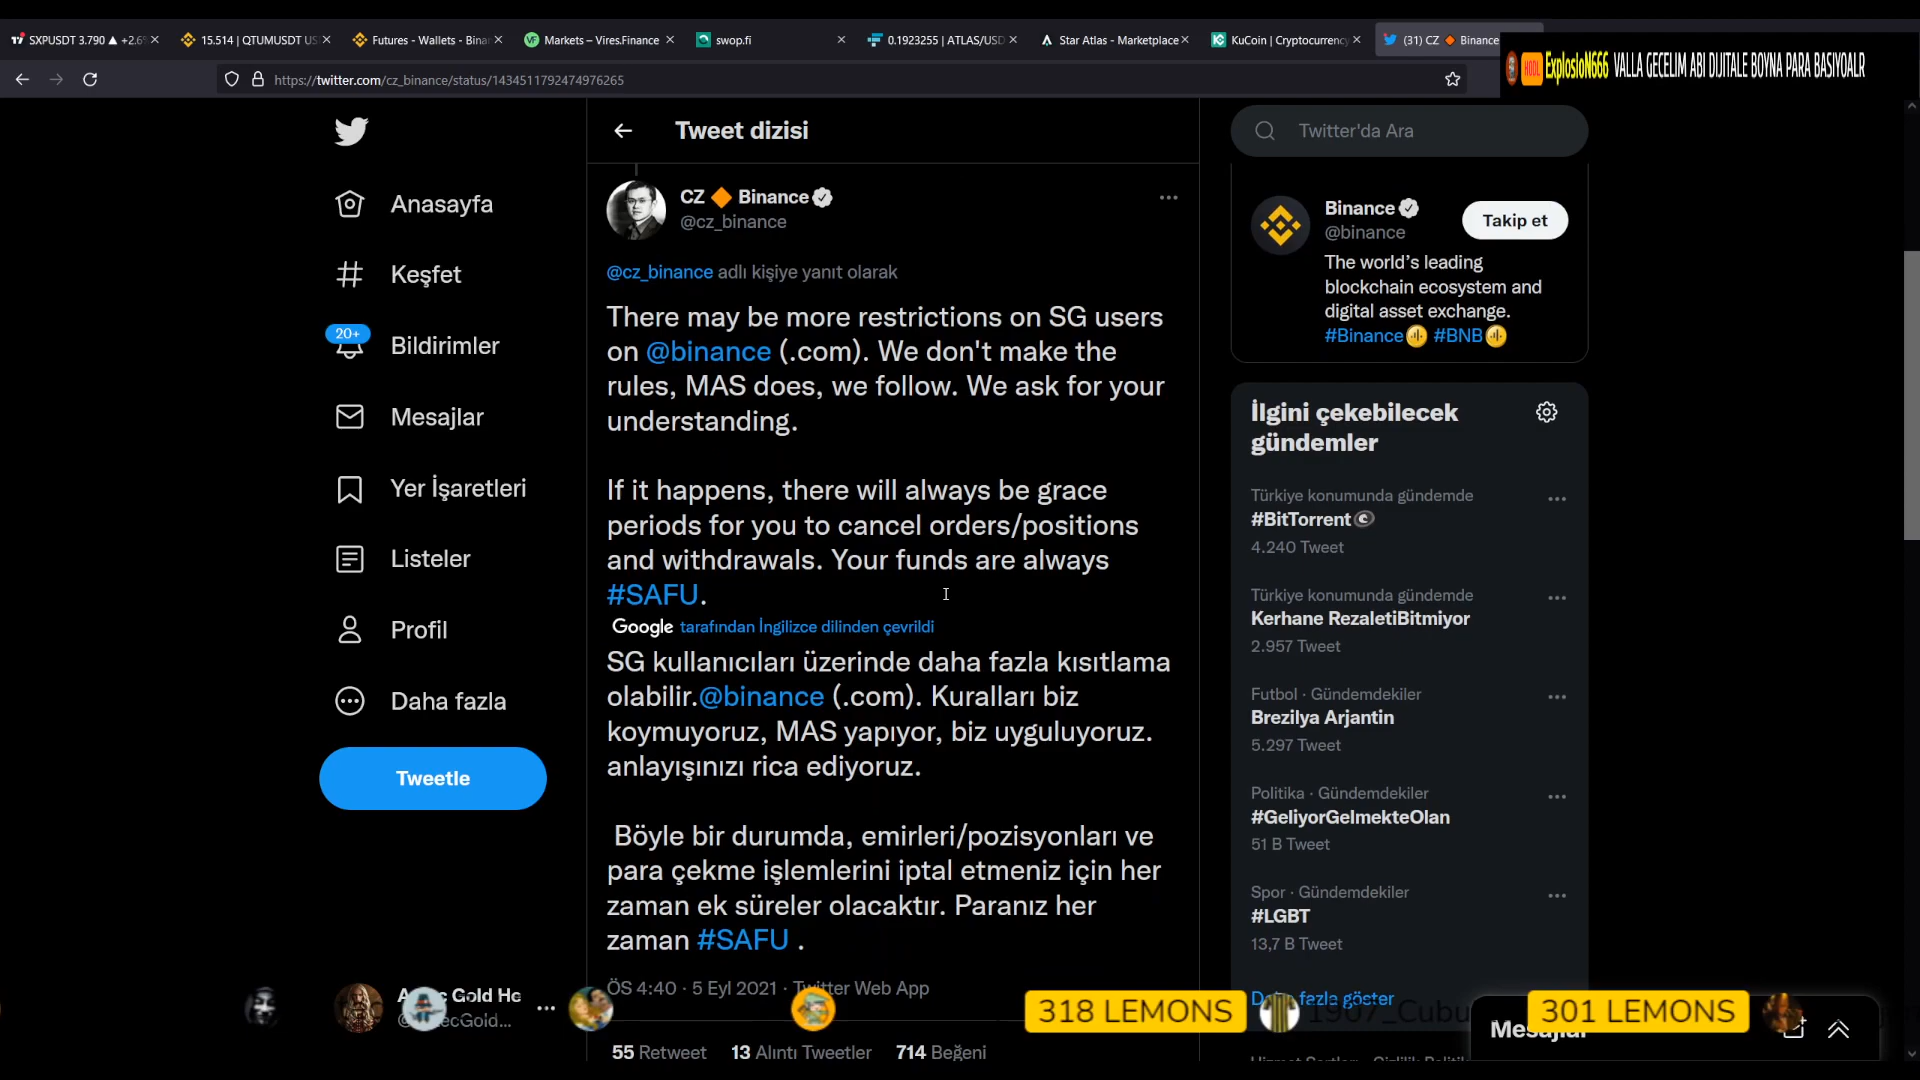 SXPUSDT 3.790 ▲ +2.6
15.514 | QTUMUSDT US
Futures - Wallets - Bina
Markets – Vires.Finance
swop.fi
0.1923255 | ATLAS/USD
Star Atlas - Marketplace
KuCoin | Cryptocurrency
(31) CZ 🔶 Binance
ExplosioN666 VALLA GECELIM ABI DIJITALE BOYNA PARA BASIYOALR
https://twitter.com/cz_binance/status/1434511792474976265
Anasayfa
Keşfet
20+
Bildirimler
Mesajlar
Yer İşaretleri
Listeler
Profil
Daha fazla
Tweetle
Tweet dizisi
CZ 🔶 Binance
@cz_binance
@cz_binance adlı kişiye yanıt olarak
There may be more restrictions on SG users
on @binance (.com). We don't make the
rules, MAS does, we follow. We ask for your
understanding.
If it happens, there will always be grace
periods for you to cancel orders/positions
and withdrawals. Your funds are always
#SAFU.
Google tarafından İngilizce dilinden çevrildi
SG kullanıcıları üzerinde daha fazla kısıtlama
olabilir.@binance (.com). Kuralları biz
koymuyoruz, MAS yapıyor, biz uyguluyoruz.
anlayışınızı rica ediyoruz.
Böyle bir durumda, emirleri/pozisyonları ve
para çekme işlemlerini iptal etmeniz için her
zaman ek süreler olacaktır. Paranız her
zaman #SAFU .
ÖS 4:40 · 5 Eyl 2021 · Twitter Web App
55 Retweet 13 Alıntı Tweetler 714 Beğeni
Twitter'da Ara
Binance
@binance
Takip et
The world's leading
blockchain ecosystem and
digital asset exchange.
#Binance #BNB
İlgini çekebilecek
gündemler
Türkiye konumunda gündemde
#BitTorrent
4.240 Tweet
Türkiye konumunda gündemde
Kerhane RezaletiBitmiyor
2.957 Tweet
Futbol · Gündemdekiler
Brezilya Arjantin
5.297 Tweet
Politika · Gündemdekiler
#GeliyorGelmekteOlan
51 B Tweet
Spor · Gündemdekiler
#LGBT
13,7 B Tweet
Daha fazla göster
Gold He
318 LEMONS
1907_Cubu
301 LEMONS
Mesajlar